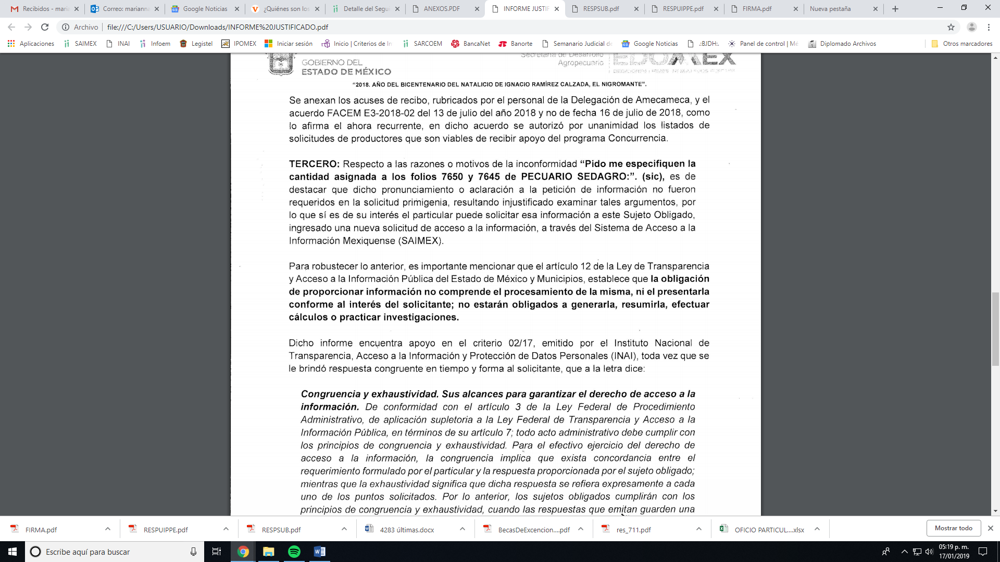 Recibidos - maria
Correo: mariann
Google Noticias
¿Quiénes son los
Detalle del Segui
ANEXOS.PDF
INFORME JUSTIF
RESPSUB.pdf
RESPUIPPE.pdf
FIRMA.pdf
Nueva pestaña
Archivo
file:///C:/Users/USUARIO/Downloads/INFORME%20JUSTIFICADO.pdf
Aplicaciones
SAIMEX
INAI
Infoem
Legistel
IPOMEX
Iniciar sesión
Inicio | Criterios de In
SARCOEM
BancaNet
Banorte
Semanario Judicial de
Google Noticias
.:BJDH:.
Panel de control | Mé
Diplomado Archivos
Otros marcadores
GOBIERNO DEL
ESTADO DE MÉXICO
Secretaría de Desarrollo
Agropecuario
EDOMEX
DECISIONES FIRMES, RESULTADOS FUERTES
“2018. AÑO DEL BICENTENARIO DEL NATALICIO DE IGNACIO RAMÍREZ CALZADA, EL NIGROMANTE”.
Se anexan los acuses de recibo, rubricados por el personal de la Delegación de Amecameca, y el
acuerdo FACEM E3-2018-02 del 13 de julio del año 2018 y no de fecha 16 de julio de 2018, como
lo afirma el ahora recurrente, en dicho acuerdo se autorizó por unanimidad los listados de
solicitudes de productores que son viables de recibir apoyo del programa Concurrencia.
TERCERO: Respecto a las razones o motivos de la inconformidad “Pido me especifiquen la
cantidad asignada a los folios 7650 y 7645 de PECUARIO SEDAGRO:”. (sic), es de
destacar que dicho pronunciamiento o aclaración a la petición de información no fueron
requeridos en la solicitud primigenia, resultando injustificado examinar tales argumentos, por
lo que sí es de su interés el particular puede solicitar esa información a este Sujeto Obligado,
ingresado una nueva solicitud de acceso a la información, a través del Sistema de Acceso a la
Información Mexiquense (SAIMEX).
Para robustecer lo anterior, es importante mencionar que el artículo 12 de la Ley de Transparencia
y Acceso a la Información Pública del Estado de México y Municipios, establece que la obligación
de proporcionar información no comprende el procesamiento de la misma, ni el presentarla
conforme al interés del solicitante; no estarán obligados a generarla, resumirla, efectuar
cálculos o practicar investigaciones.
Dicho informe encuentra apoyo en el criterio 02/17, emitido por el Instituto Nacional de
Transparencia, Acceso a la Información y Protección de Datos Personales (INAI), toda vez que se
le brindó respuesta congruente en tiempo y forma al solicitante, que a la letra dice:
Congruencia y exhaustividad. Sus alcances para garantizar el derecho de acceso a la
información. De conformidad con el artículo 3 de la Ley Federal de Procedimiento
Administrativo, de aplicación supletoria a la Ley Federal de Transparencia y Acceso a la
Información Pública, en términos de su artículo 7; todo acto administrativo debe cumplir con
los principios de congruencia y exhaustividad. Para el efectivo ejercicio del derecho de
acceso a la información, la congruencia implica que exista concordancia entre el
requerimiento formulado por el particular y la respuesta proporcionada por el sujeto obligado;
mientras que la exhaustividad significa que dicha respuesta se refiera expresamente a cada
uno de los puntos solicitados. Por lo anterior, los sujetos obligados cumplirán con los
principios de congruencia y exhaustividad, cuando las respuestas que emitan guarden una
FIRMA.pdf
RESPUIPPE.pdf
RESPSUB.pdf
4283 últimas.docx
BecasDeExcencion....pdf
res_711.pdf
OFICIO PARTICUL....xlsx
Mostrar todo
Escribe aquí para buscar
05:19 p. m.
17/01/2019